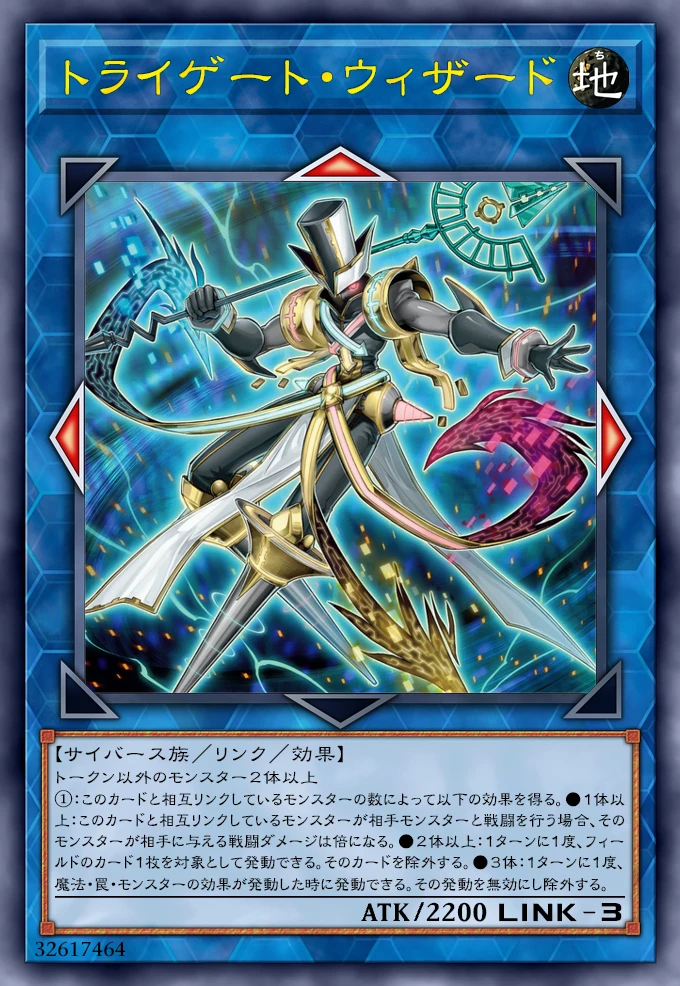 トライゲート・ウィザード
ち
地
【サイバース族／リンク／効果】
トークン以外のモンスター２体以上
①：このカードと相互リンクしているモンスターの数によって以下の効果を得る。●１体以
上：このカードと相互リンクしているモンスターが相手モンスターと戦闘を行う場合、その
モンスターが相手に与える戦闘ダメージは倍になる。●２体以上：１ターンに１度、フィー
ルドのカード１枚を対象として発動できる。そのカードを除外する。●３体：１ターンに１度、
魔法・罠・モンスターの効果が発動した時に発動できる。その発動を無効にし除外する。
ATK/2200 LINK-3
32617464